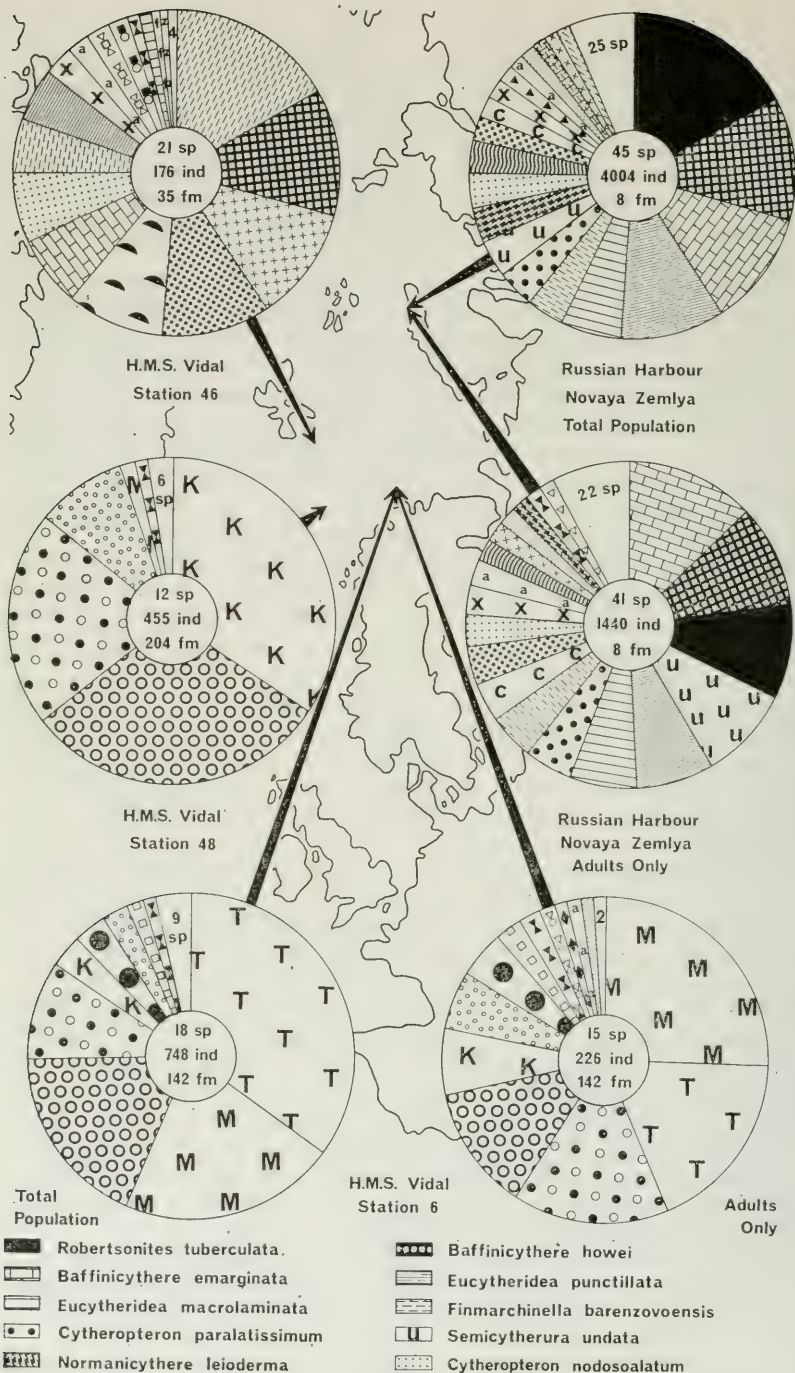 4
21 sp
176 ind
35 fm
X a
X a
X a
H.M.S. Vidal
Station 46
25 sp
45 sp
4004 ind
8 fm
a
X X X
C C C
U U U U
Russian Harbour
Novaya Zemlya
Total Population
6
sp
M
12 sp
455 ind
204 fm
K K K K K K K K K
H.M.S. Vidal
Station 48
22 sp
41 sp
1440 ind
8 fm
a a a
X X X
C C C
u u u u u u u
Russian Harbour
Novaya Zemlya
Adults Only
9
sp
18 sp
748 ind
142 fm
T T T T T T T T T
M M M M M M M
K K
2
a
15 sp
226 ind
142 fm
M M M M M M M
T T T T T
K K
H.M.S. Vidal
Station 6
Total
Population
Adults
Only
Robertsonites tuberculata.
Baffinicythere emarginata
Eucytheridea macrolaminata
Cytheropteron paralatissimum
Normanicythere leioderma
Baffinicythere howei
Eucytheridea punctillata
Finmarchinella barenzovoensis
u Semicytherura undata
Cytheropteron nodosoalatum